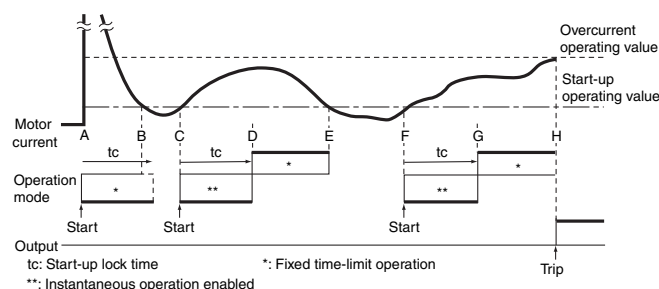 Overcurrent
operating value
Start-up
operating value
Motor
current
A B C D E F G H
tc tc tc
* *
Operation
mode
* ** **
Start Start Start
Output
Trip
tc: Start-up lock time *: Fixed time-limit operation
**: Instantaneous operation enabled